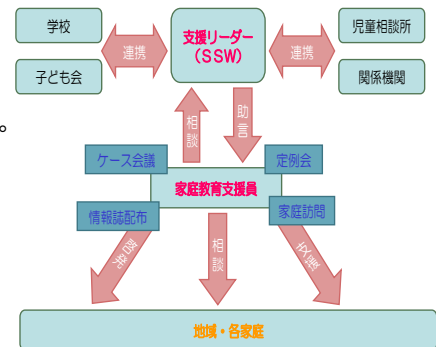 学校
支援リーダー
（ＳＳＷ）
児童相談所
連携
連携
子ども会
関係機関
。
相談
助言
ケース会議
定例会
家庭教育支援員
情報誌配布
家庭訪問
啓発
相談
支援
地域・各家庭